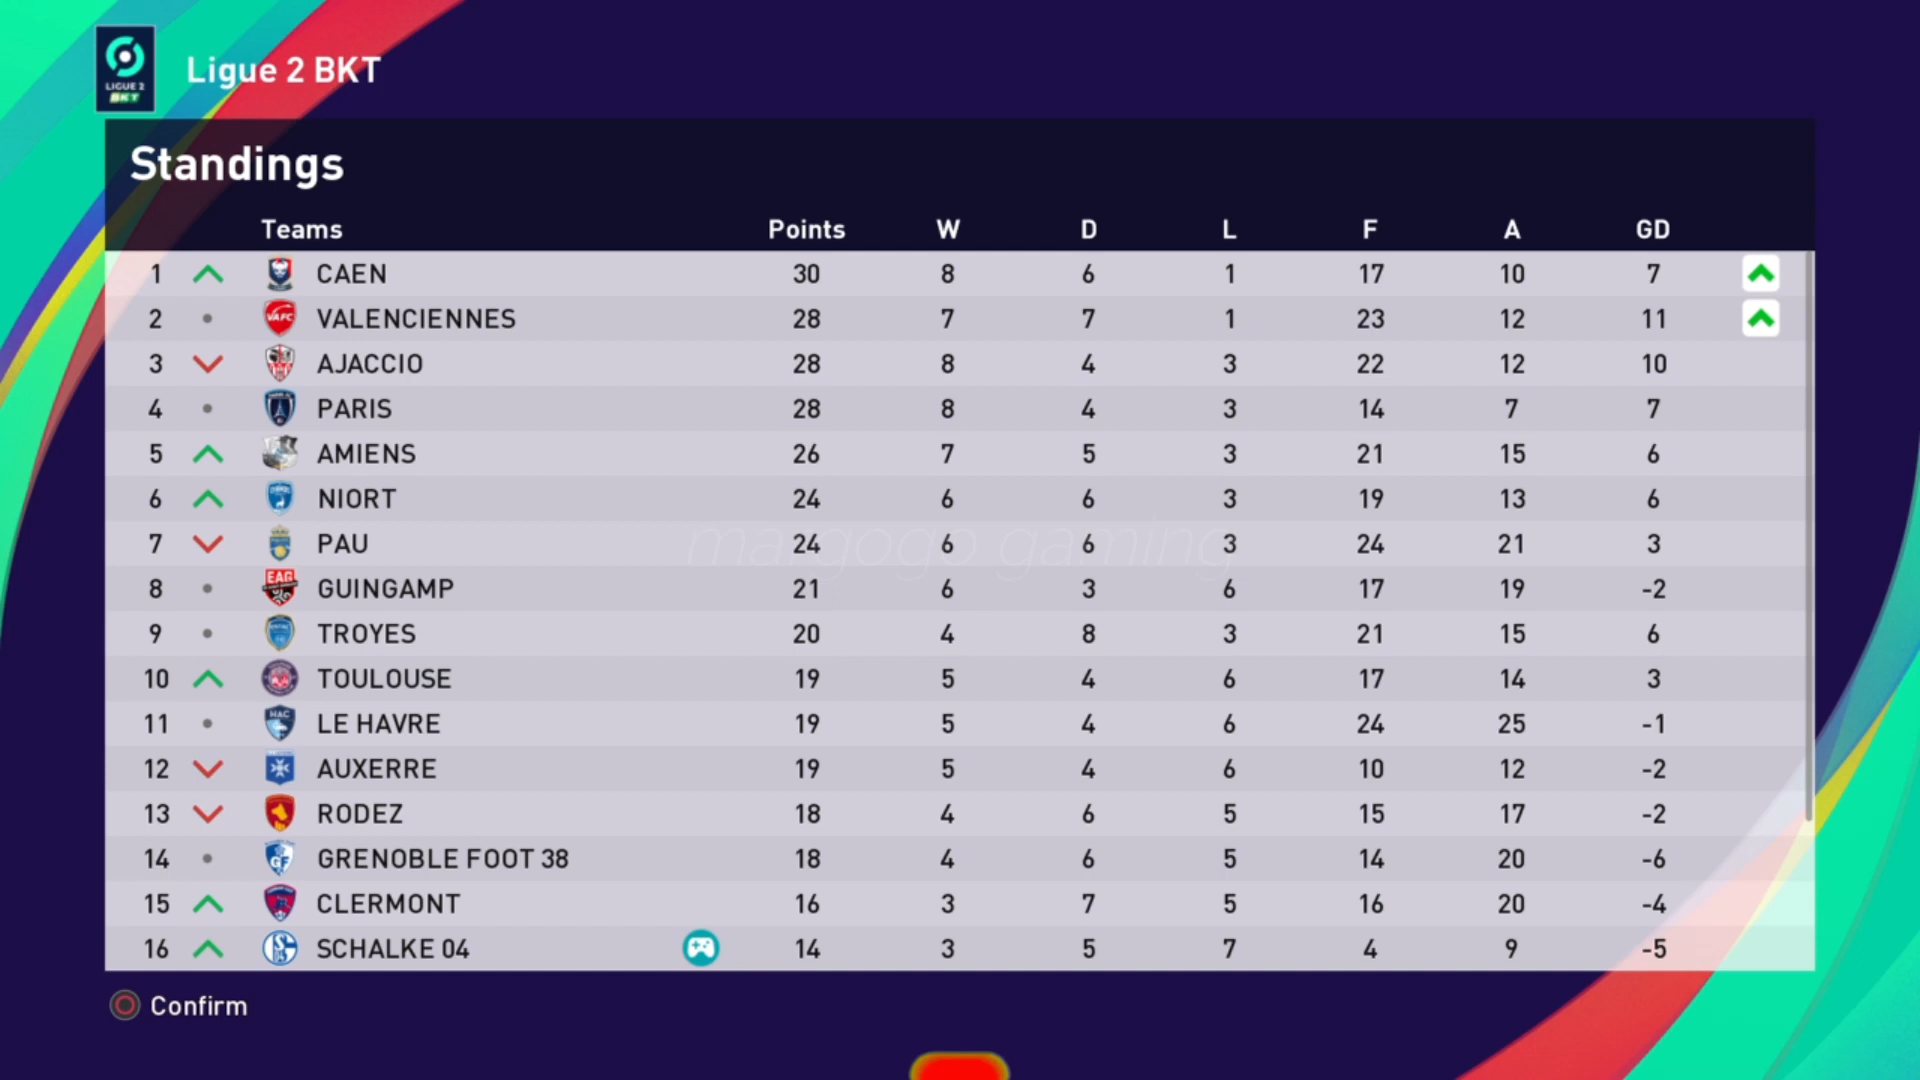 LIGUE 2
BKT
Ligue 2 BKT
Standings
Teams Points W D L F A GD
1 CAEN 30 8 6 1 17 10 7
2 VALENCIENNES 28 7 7 1 23 12 11
3 AJACCIO 28 8 4 3 22 12 10
4 PARIS 28 8 4 3 14 7 7
5 AMIENS 26 7 5 3 21 15 6
6 NIORT 24 6 6 3 19 13 6
7 PAU 24 6 6 3 24 21 3
margogo gaming
8 GUINGAMP 21 6 3 6 17 19 -2
9 TROYES 20 4 8 3 21 15 6
10 TOULOUSE 19 5 4 6 17 14 3
11 LE HAVRE 19 5 4 6 24 25 -1
12 AUXERRE 19 5 4 6 10 12 -2
13 RODEZ 18 4 6 5 15 17 -2
14 GRENOBLE FOOT 38 18 4 6 5 14 20 -6
15 CLERMONT 16 3 7 5 16 20 -4
16 SCHALKE 04 14 3 5 7 4 9 -5
Confirm